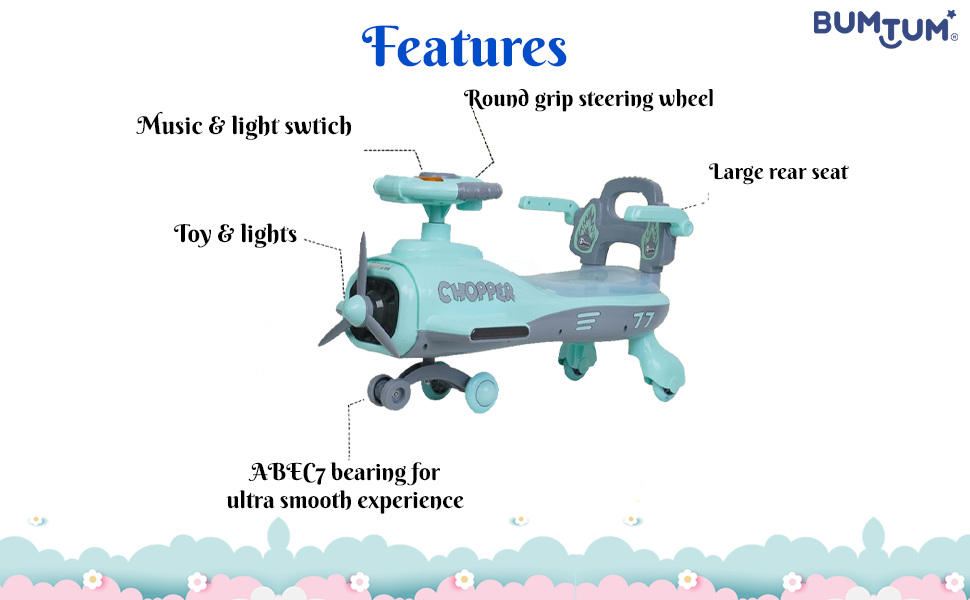 BUMTUM®
Features
Round grip steering wheel
Music & light swtich
Large rear seat
Toy & lights
CHOPPER
77
ABEC7 bearing for
ultra smooth experience